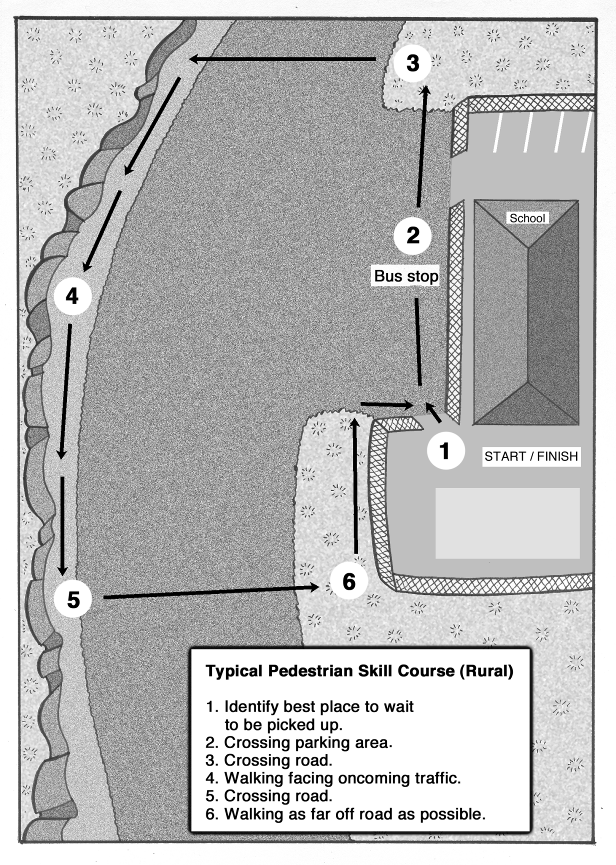 3
School
2
Bus stop
4
1
START / FINISH
6
5
Typical Pedestrian Skill Course (Rural)
1. Identify best place to wait
to be picked up.
2. Crossing parking area.
3. Crossing road.
4. Walking facing oncoming traffic.
5. Crossing road.
6. Walking as far off road as possible.